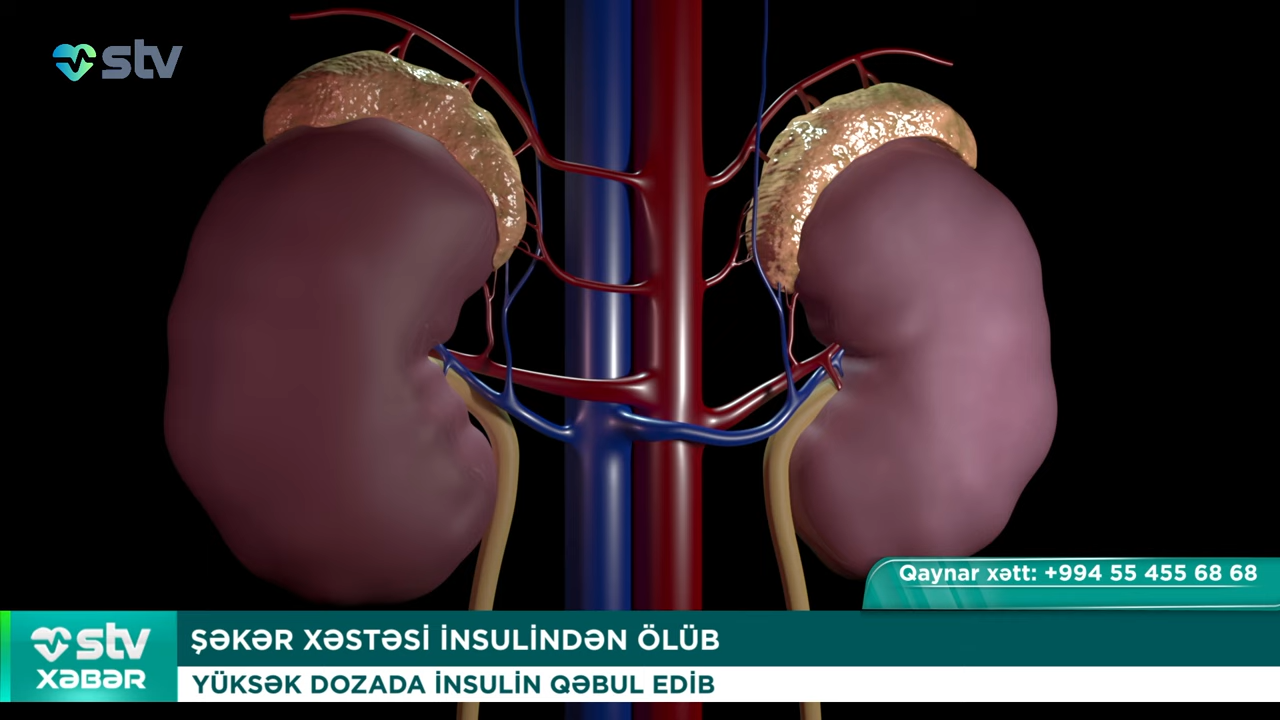 stv
Qaynar xətt: +994 55 455 68 68
stv
XƏBƏR
ŞƏKƏR XƏSTƏSİ İNSULİNDƏN ÖLÜB
YÜKSƏK DOZADA İNSULİN QƏBUL EDİB